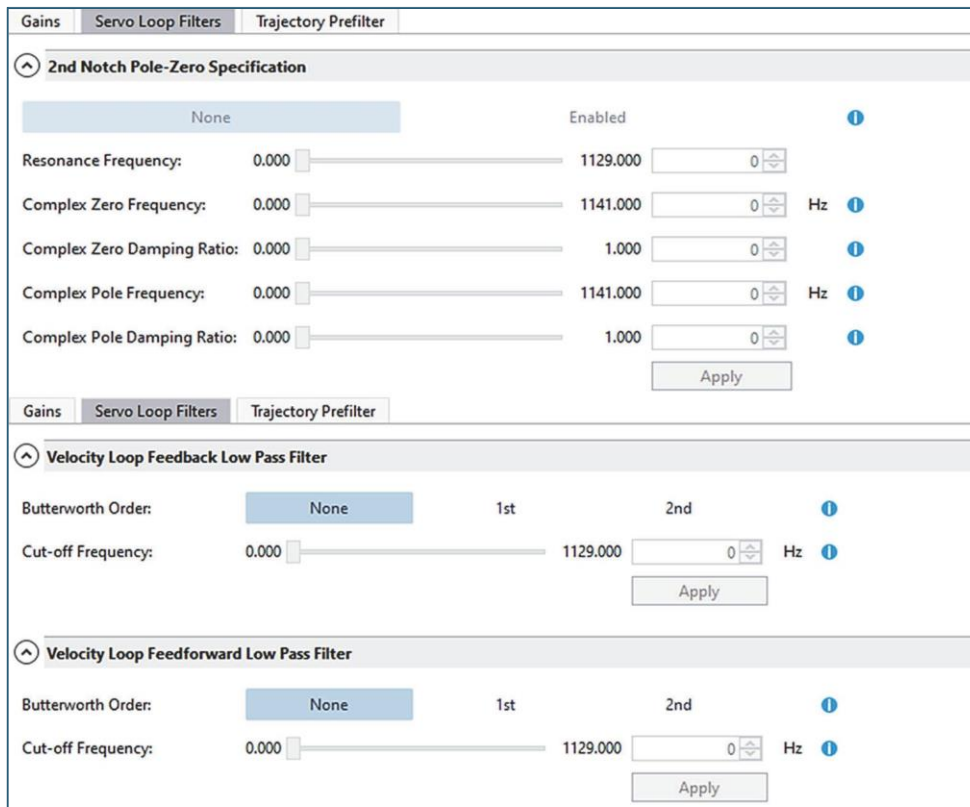 Gains Servo Loop Filters Trajectory Prefilter
2nd Notch Pole-Zero Specification
None Enabled
Resonance Frequency: 0.000 1129.000 0
Complex Zero Frequency: 0.000 1141.000 0 Hz
Complex Zero Damping Ratio: 0.000 1.000 0
Complex Pole Frequency: 0.000 1141.000 0 Hz
Complex Pole Damping Ratio: 0.000 1.000 0
Apply
Gains Servo Loop Filters Trajectory Prefilter
Velocity Loop Feedback Low Pass Filter
Butterworth Order: None 1st 2nd
Cut-off Frequency: 0.000 1129.000 0 Hz
Apply
Velocity Loop Feedforward Low Pass Filter
Butterworth Order: None 1st 2nd
Cut-off Frequency: 0.000 1129.000 0 Hz
Apply